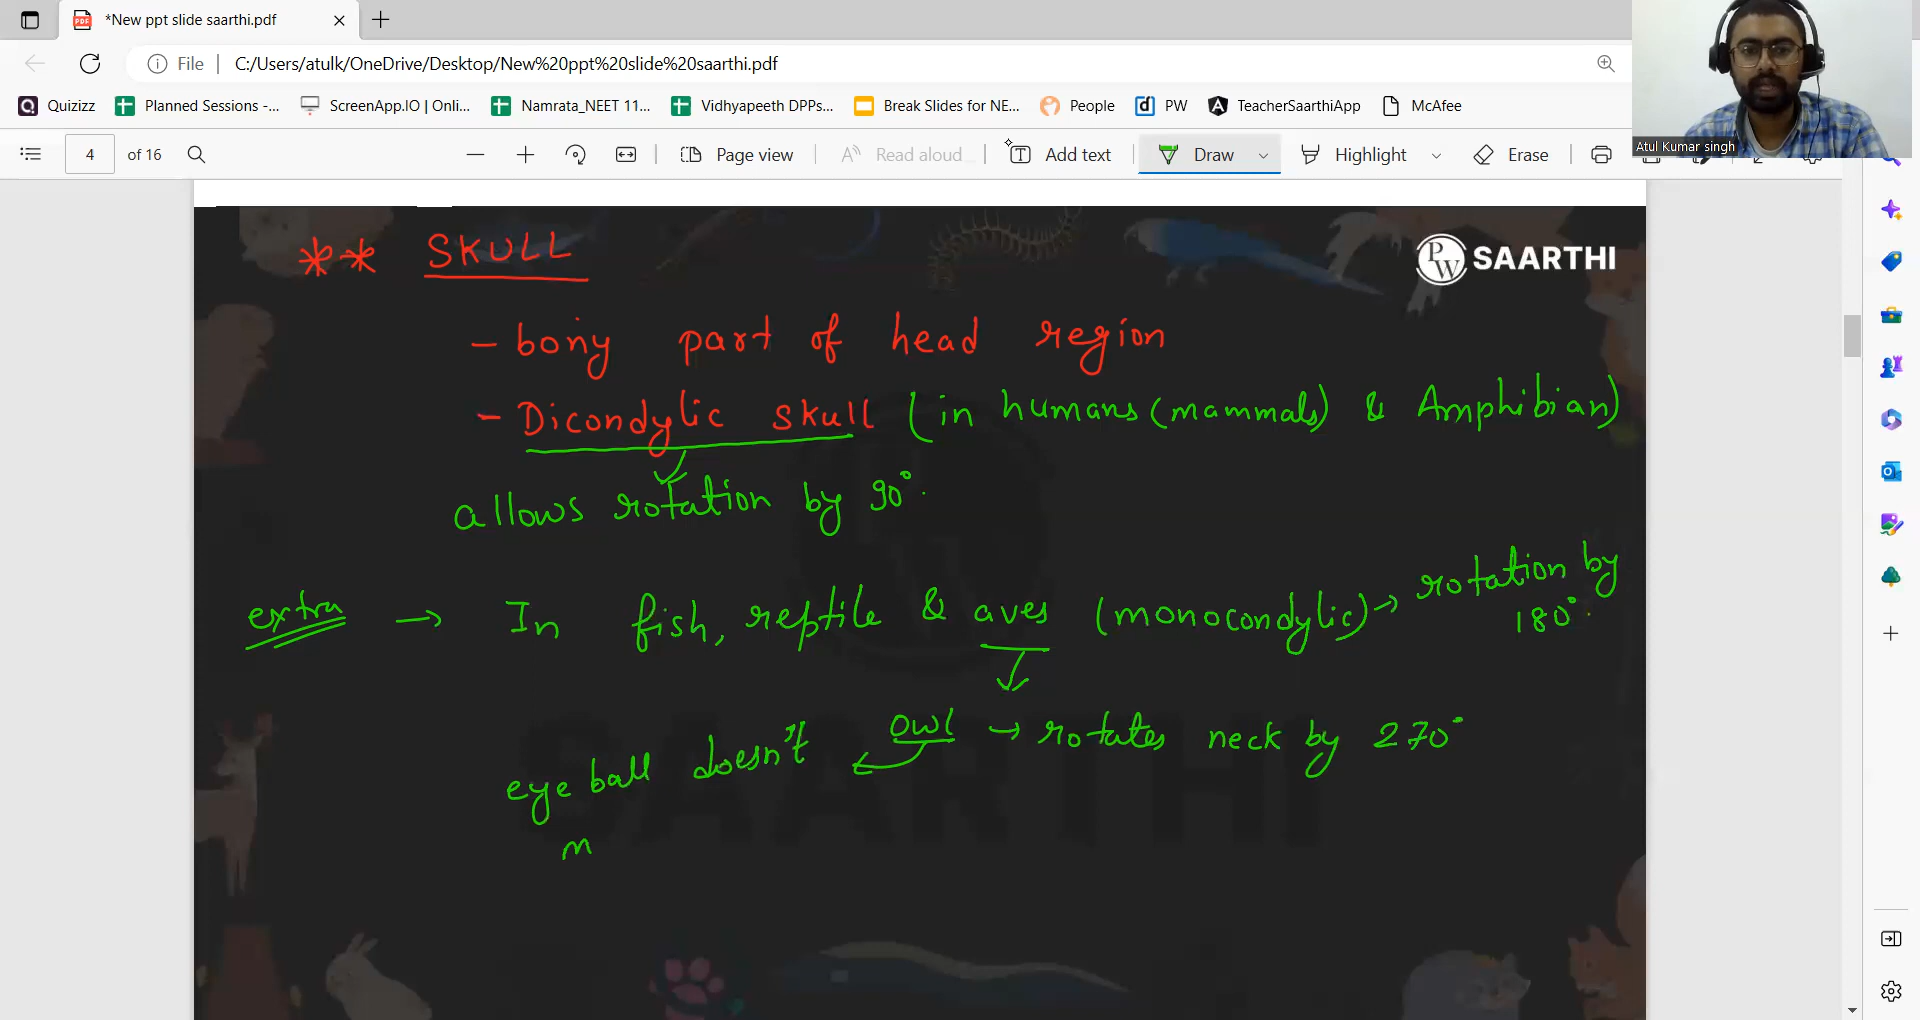 *New ppt slide saarthi.pdf
File C:/Users/atulk/OneDrive/Desktop/New%20ppt%20slide%20saarthi.pdf
Quizizz Planned Sessions -... ScreenApp.IO | Onli... Namrata_NEET 11... Vidhyapeeth DPPs... Break Slides for NE... People PW TeacherSaarthiApp McAfee
4 of 16 Page view Read aloud Add text Draw Highlight Erase
Atul Kumar singh
** SKULL
PW SAARTHI
- bony part of head region
- Dicondylic skull (in humans (mammals) & Amphibian)
allows rotation by 90°.
extra → In fish, reptile & aves (monocondylic) → rotation by
180°.
owl → rotates neck by 270°
eye ball doesn't
m
SAARTHI